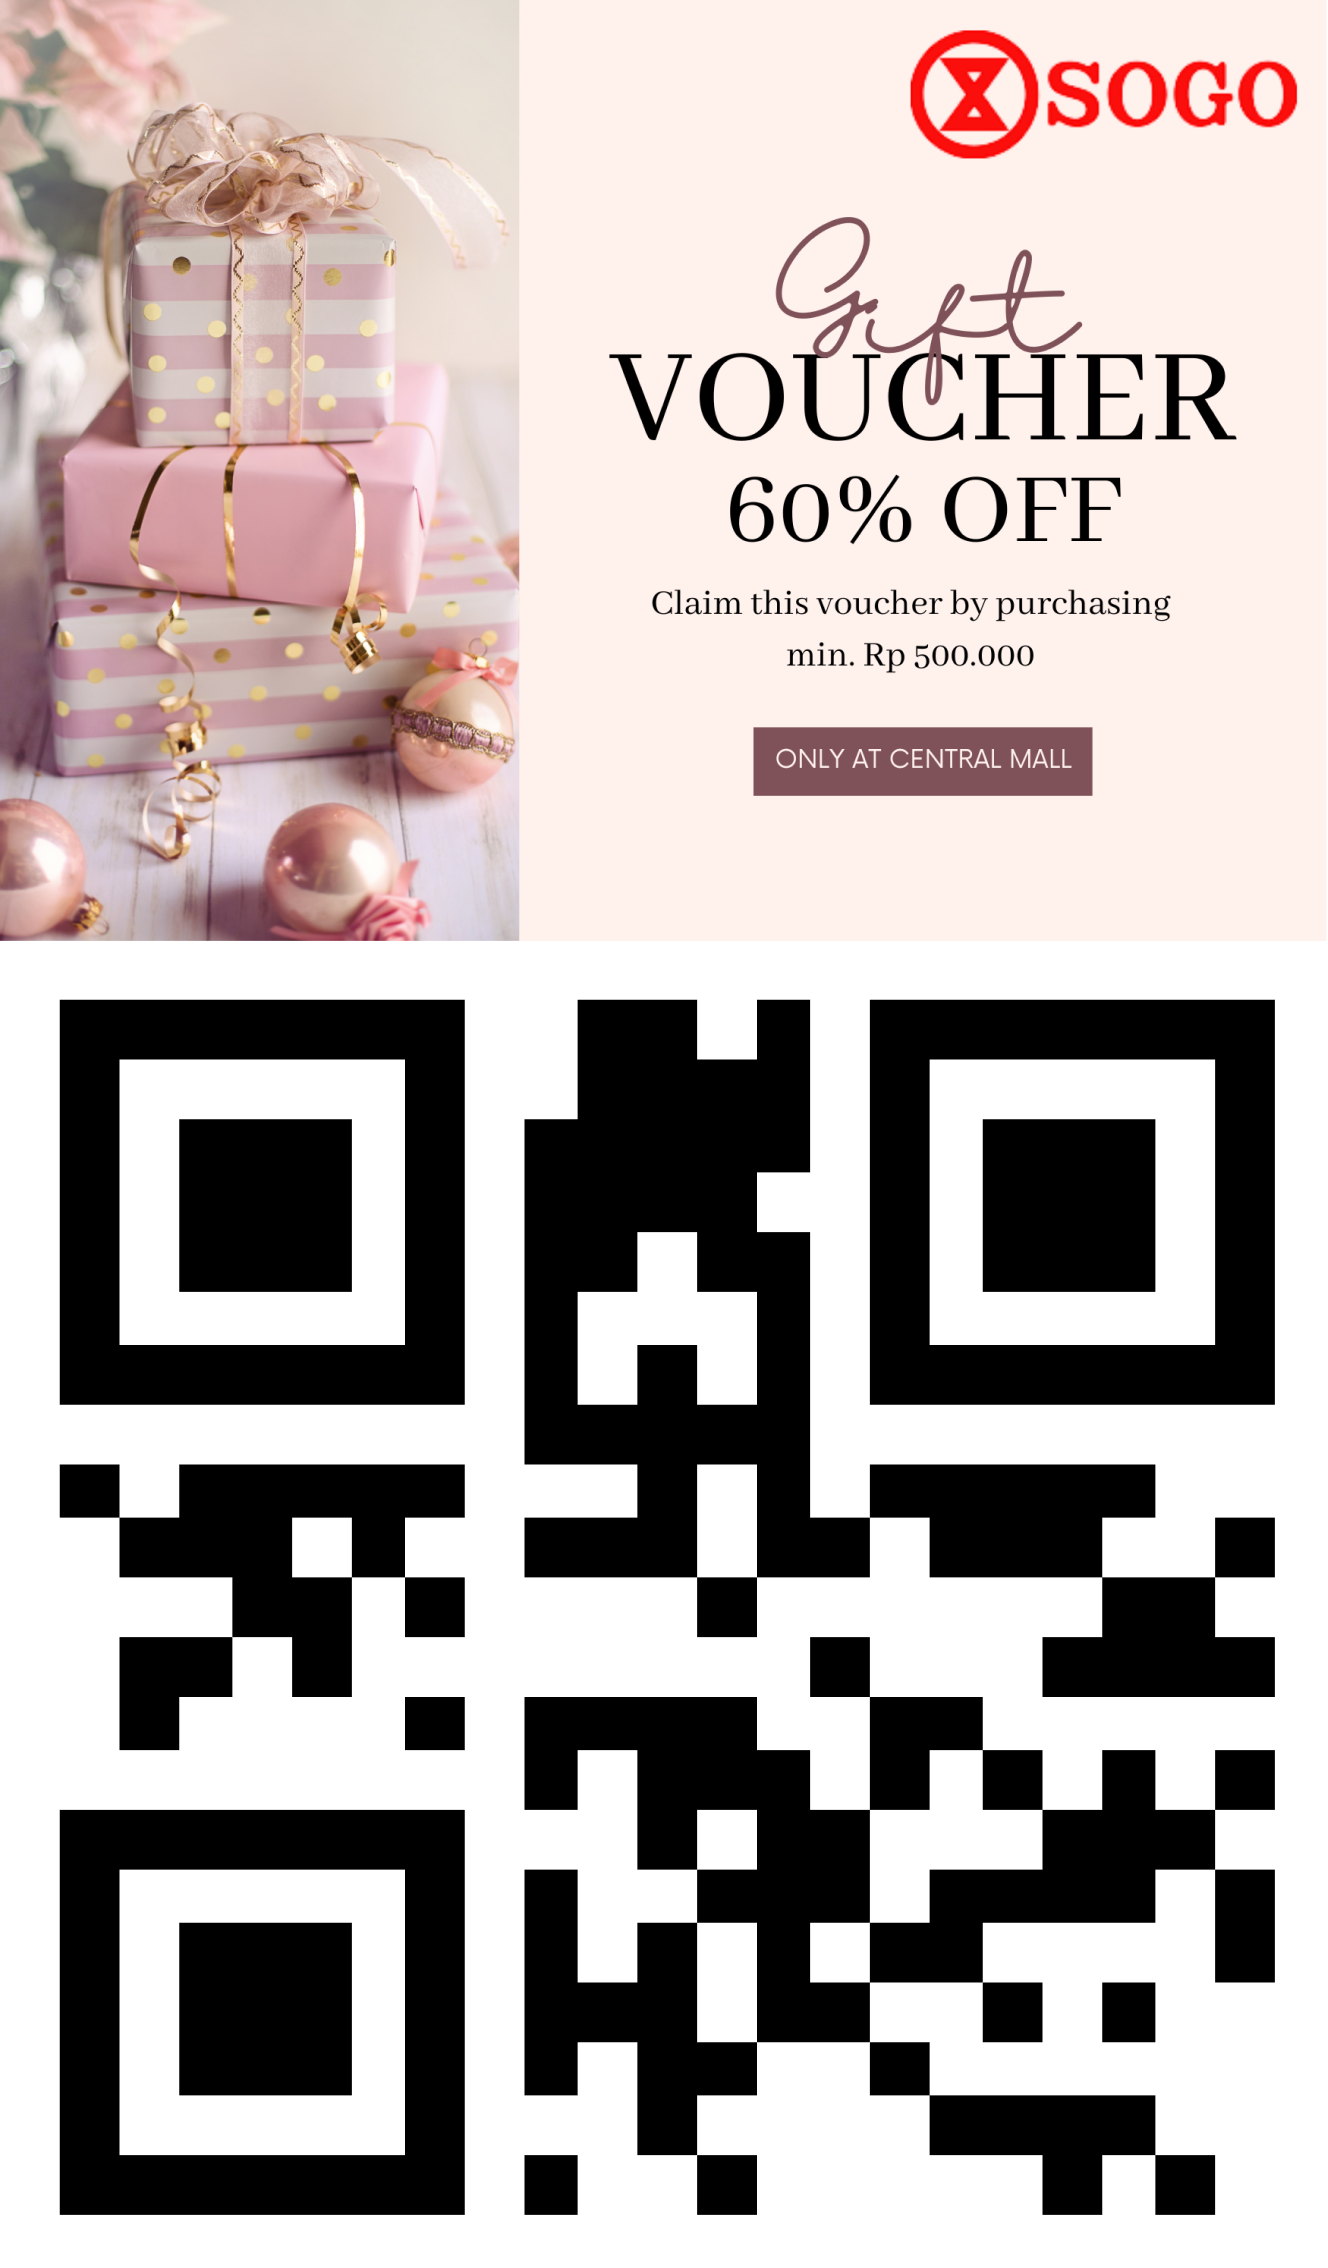 SOGO
Gift
VOUCHER
60% OFF
Claim this voucher by purchasing
min. Rp 500.000
ONLY AT CENTRAL MALL